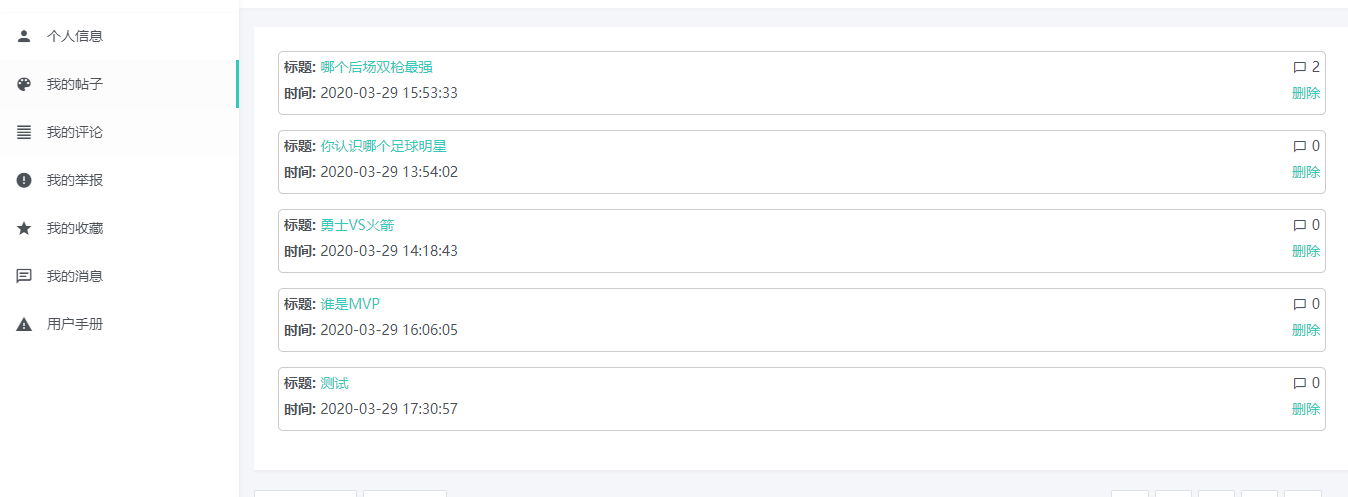 个人信息
我的帖子
我的评论
我的举报
我的收藏
我的消息
用户手册
标题: 哪个后场双枪最强 2
时间: 2020-03-29 15:53:33 删除
标题: 你认识哪个足球明星 0
时间: 2020-03-29 13:54:02 删除
标题: 勇士VS火箭 0
时间: 2020-03-29 14:18:43 删除
标题: 谁是MVP 0
时间: 2020-03-29 16:06:05 删除
标题: 测试 0
时间: 2020-03-29 17:30:57 删除